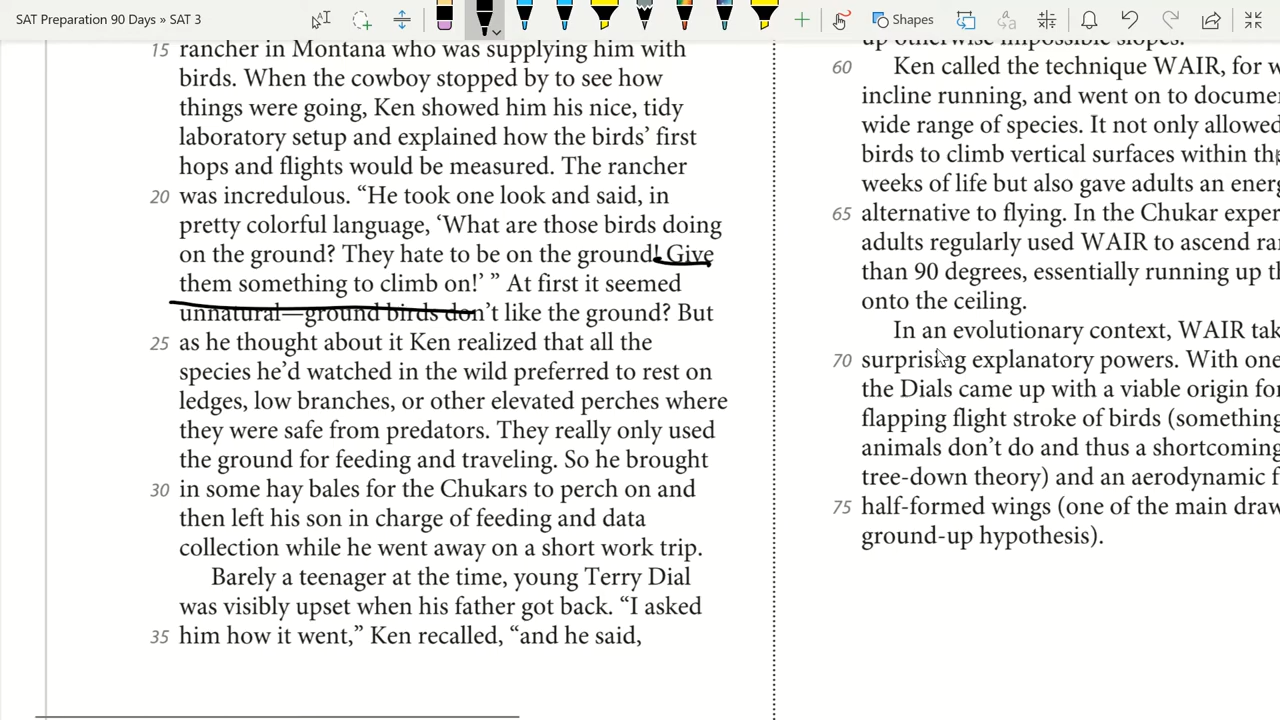 SAT Preparation 90 Days » SAT 3
Shapes
15 rancher in Montana who was supplying him with
birds. When the cowboy stopped by to see how
things were going, Ken showed him his nice, tidy
laboratory setup and explained how the birds’ first
hops and flights would be measured. The rancher
20 was incredulous. “He took one look and said, in
pretty colorful language, ‘What are those birds doing
on the ground? They hate to be on the ground! Give
them something to climb on!’ ” At first it seemed
unnatural—ground birds don’t like the ground? But
25 as he thought about it Ken realized that all the
species he’d watched in the wild preferred to rest on
ledges, low branches, or other elevated perches where
they were safe from predators. They really only used
the ground for feeding and traveling. So he brought
30 in some hay bales for the Chukars to perch on and
then left his son in charge of feeding and data
collection while he went away on a short work trip.
Barely a teenager at the time, young Terry Dial
was visibly upset when his father got back. “I asked
35 him how it went,” Ken recalled, “and he said,
up otherwise impossible slopes.
60 Ken called the technique WAIR, for w
incline running, and went on to docume
wide range of species. It not only allowed
birds to climb vertical surfaces within the
weeks of life but also gave adults an energ
65 alternative to flying. In the Chukar exper
adults regularly used WAIR to ascend ra
than 90 degrees, essentially running up t
onto the ceiling.
In an evolutionary context, WAIR tak
70 surprising explanatory powers. With one
the Dials came up with a viable origin for
flapping flight stroke of birds (something
animals don’t do and thus a shortcoming
tree-down theory) and an aerodynamic f
75 half-formed wings (one of the main draw
ground-up hypothesis).